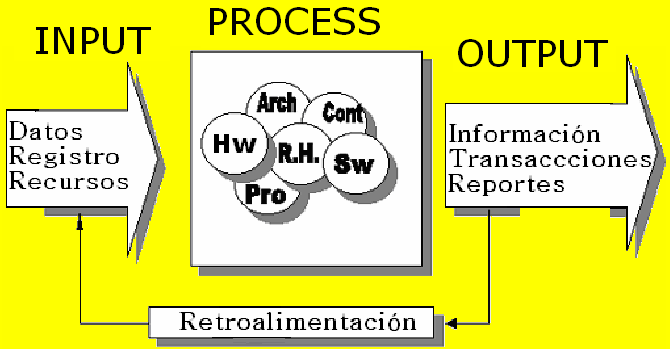 INPUT
PROCESS
OUTPUT
Datos
Registro
Recursos
Arch
Cont
Hw
R.H.
Sw
Pro
Información
Transaccciones
Reportes
Retroalimentación